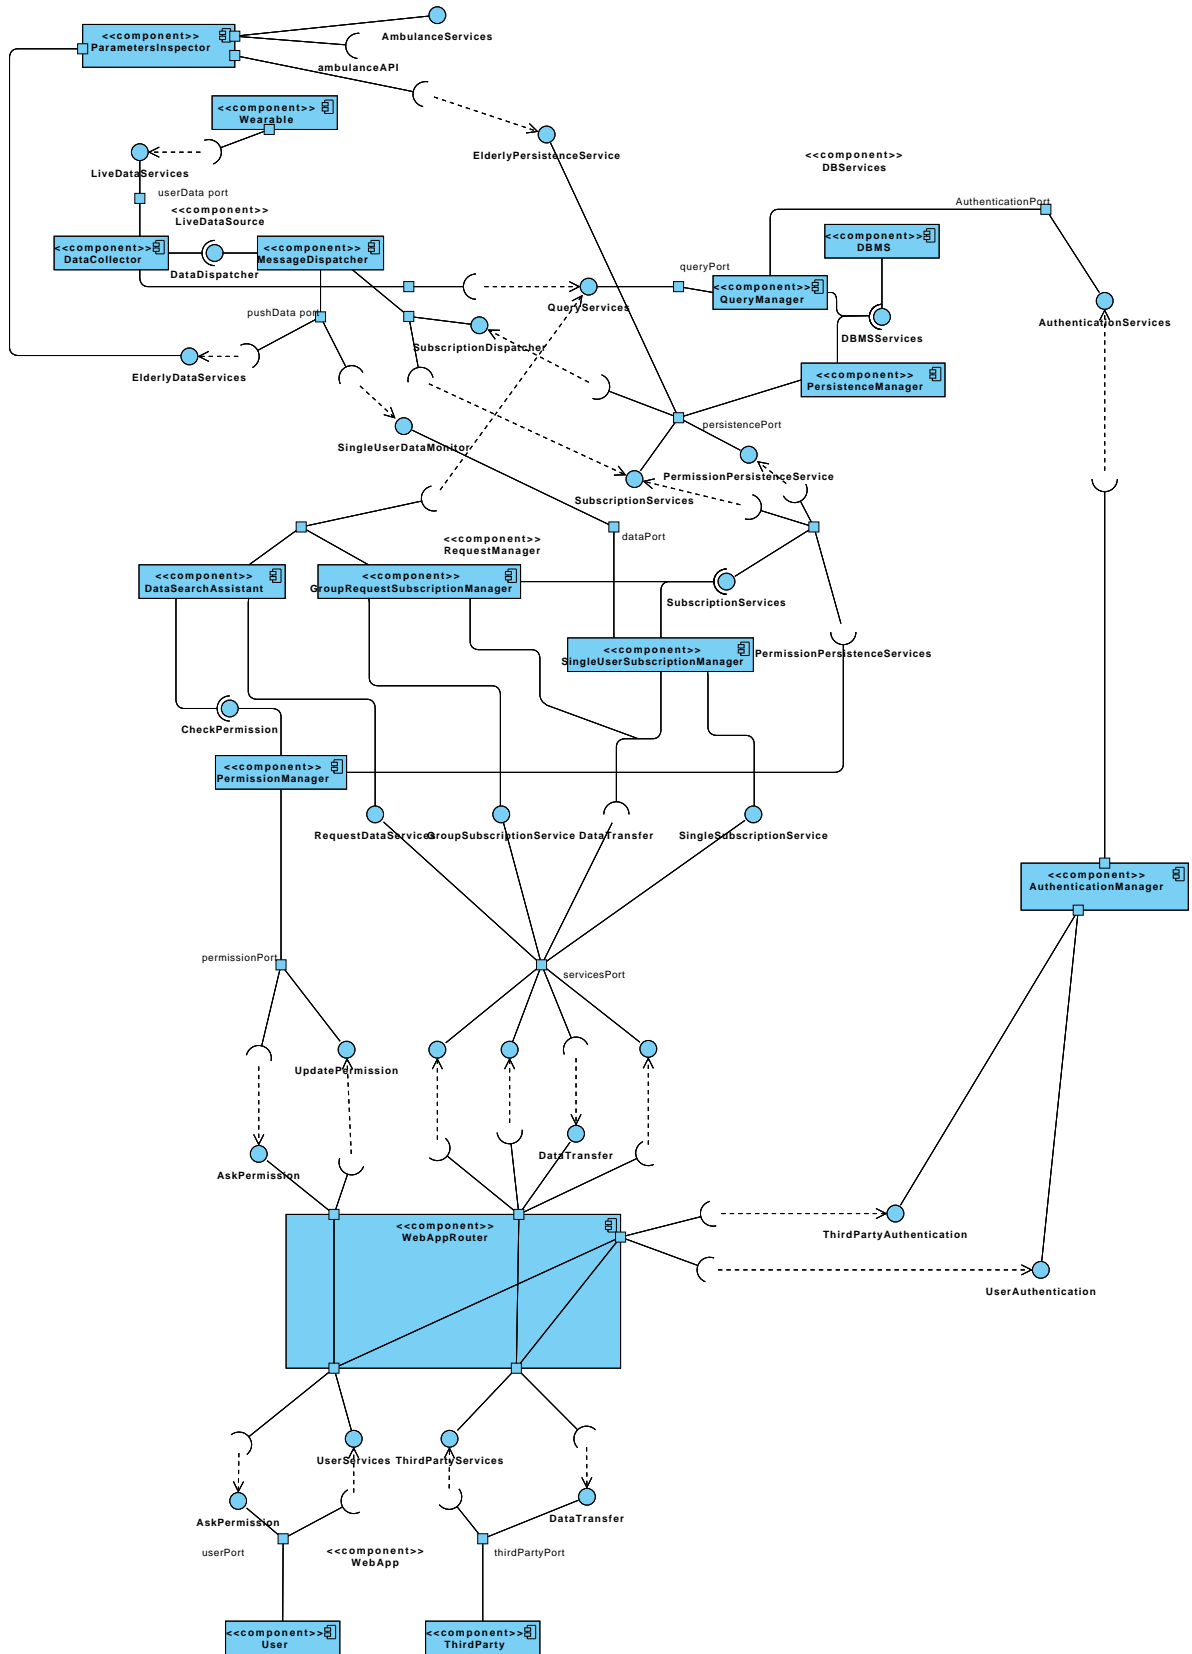 <<component>>
ParametersInspector
AmbulanceServices
ambulanceAPI
<<component>>
Wearable
ElderlyPersistenceService
<<component>>
DBServices
LiveDataServices
userData port
<<component>>
LiveDataSource
AuthenticationPort
<<component>>
DataCollector
<<component>>
MessageDispatcher
<<component>>
DBMS
DataDispatcher
queryPort
<<component>>
QueryManager
QueryServices
pushData port
AuthenticationServices
DBMSServices
SubscriptionDispatcher
ElderlyDataServices
<<component>>
PersistenceManager
persistencePort
SingleUserDataMonitor
PermissionPersistenceService
SubscriptionServices
<<component>>
RequestManager
dataPort
<<component>>
DataSearchAssistant
<<component>>
GroupRequestSubscriptionManager
SubscriptionServices
<<component>>
SingleUserSubscriptionManager
PermissionPersistenceServices
CheckPermission
<<component>>
PermissionManager
RequestDataServices
GroupSubscriptionService
DataTransfer
SingleSubscriptionService
<<component>>
AuthenticationManager
permissionPort
servicesPort
UpdatePermission
DataTransfer
AskPermission
<<component>>
WebAppRouter
ThirdPartyAuthentication
UserAuthentication
UserServices
ThirdPartyServices
AskPermission
DataTransfer
userPort
<<component>>
WebApp
thirdPartyPort
<<component>>
User
<<component>>
ThirdParty